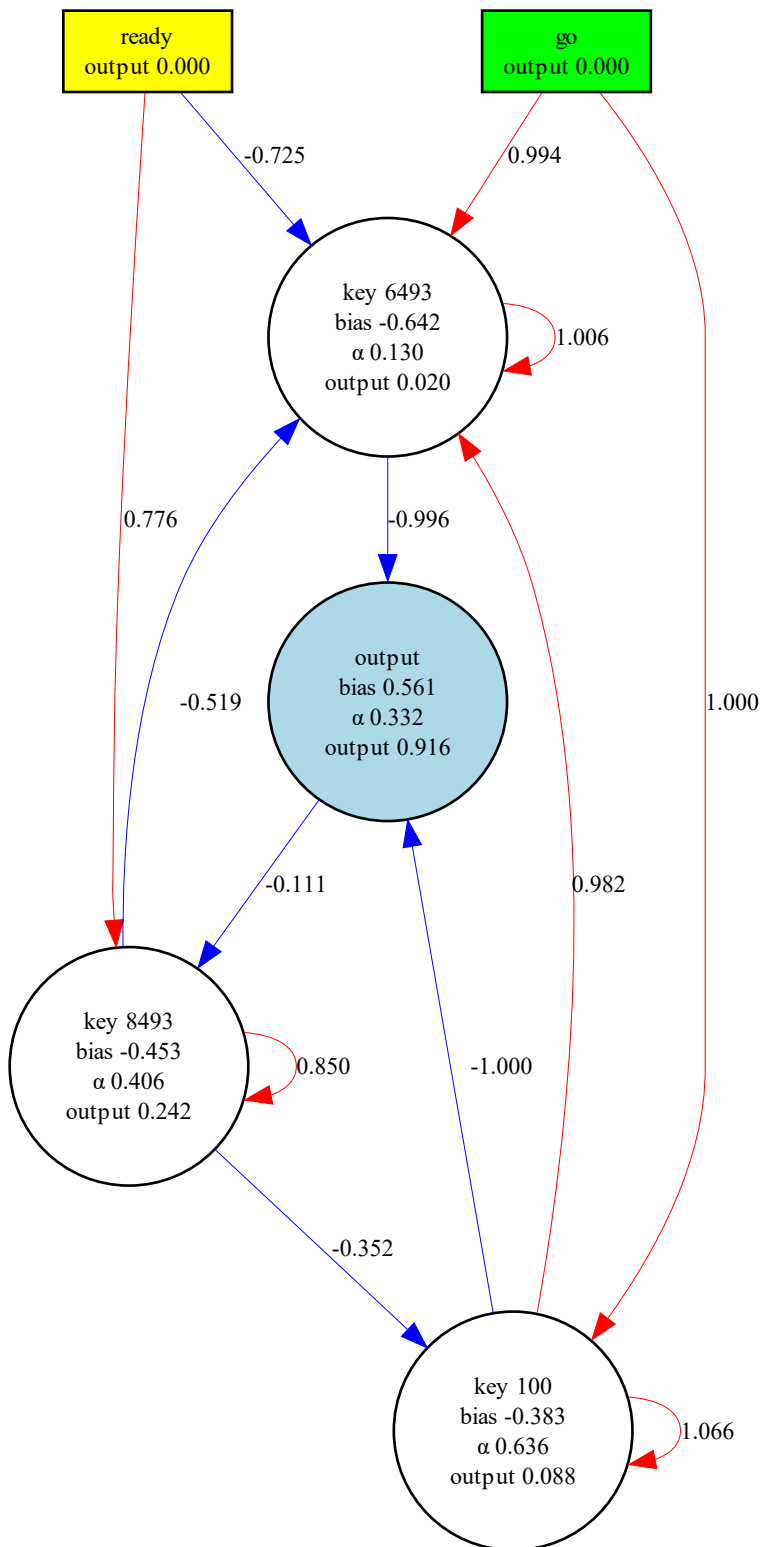 ready
output 0.000
go
output 0.000
-0.725
0.994
key 6493
bias -0.642
α 0.130
output 0.020
1.006
0.776
-0.996
-0.519
output
bias 0.561
α 0.332
output 0.916
1.000
-0.111
0.982
key 8493
bias -0.453
α 0.406
output 0.242
0.850
-1.000
-0.352
key 100
bias -0.383
α 0.636
output 0.088
1.066